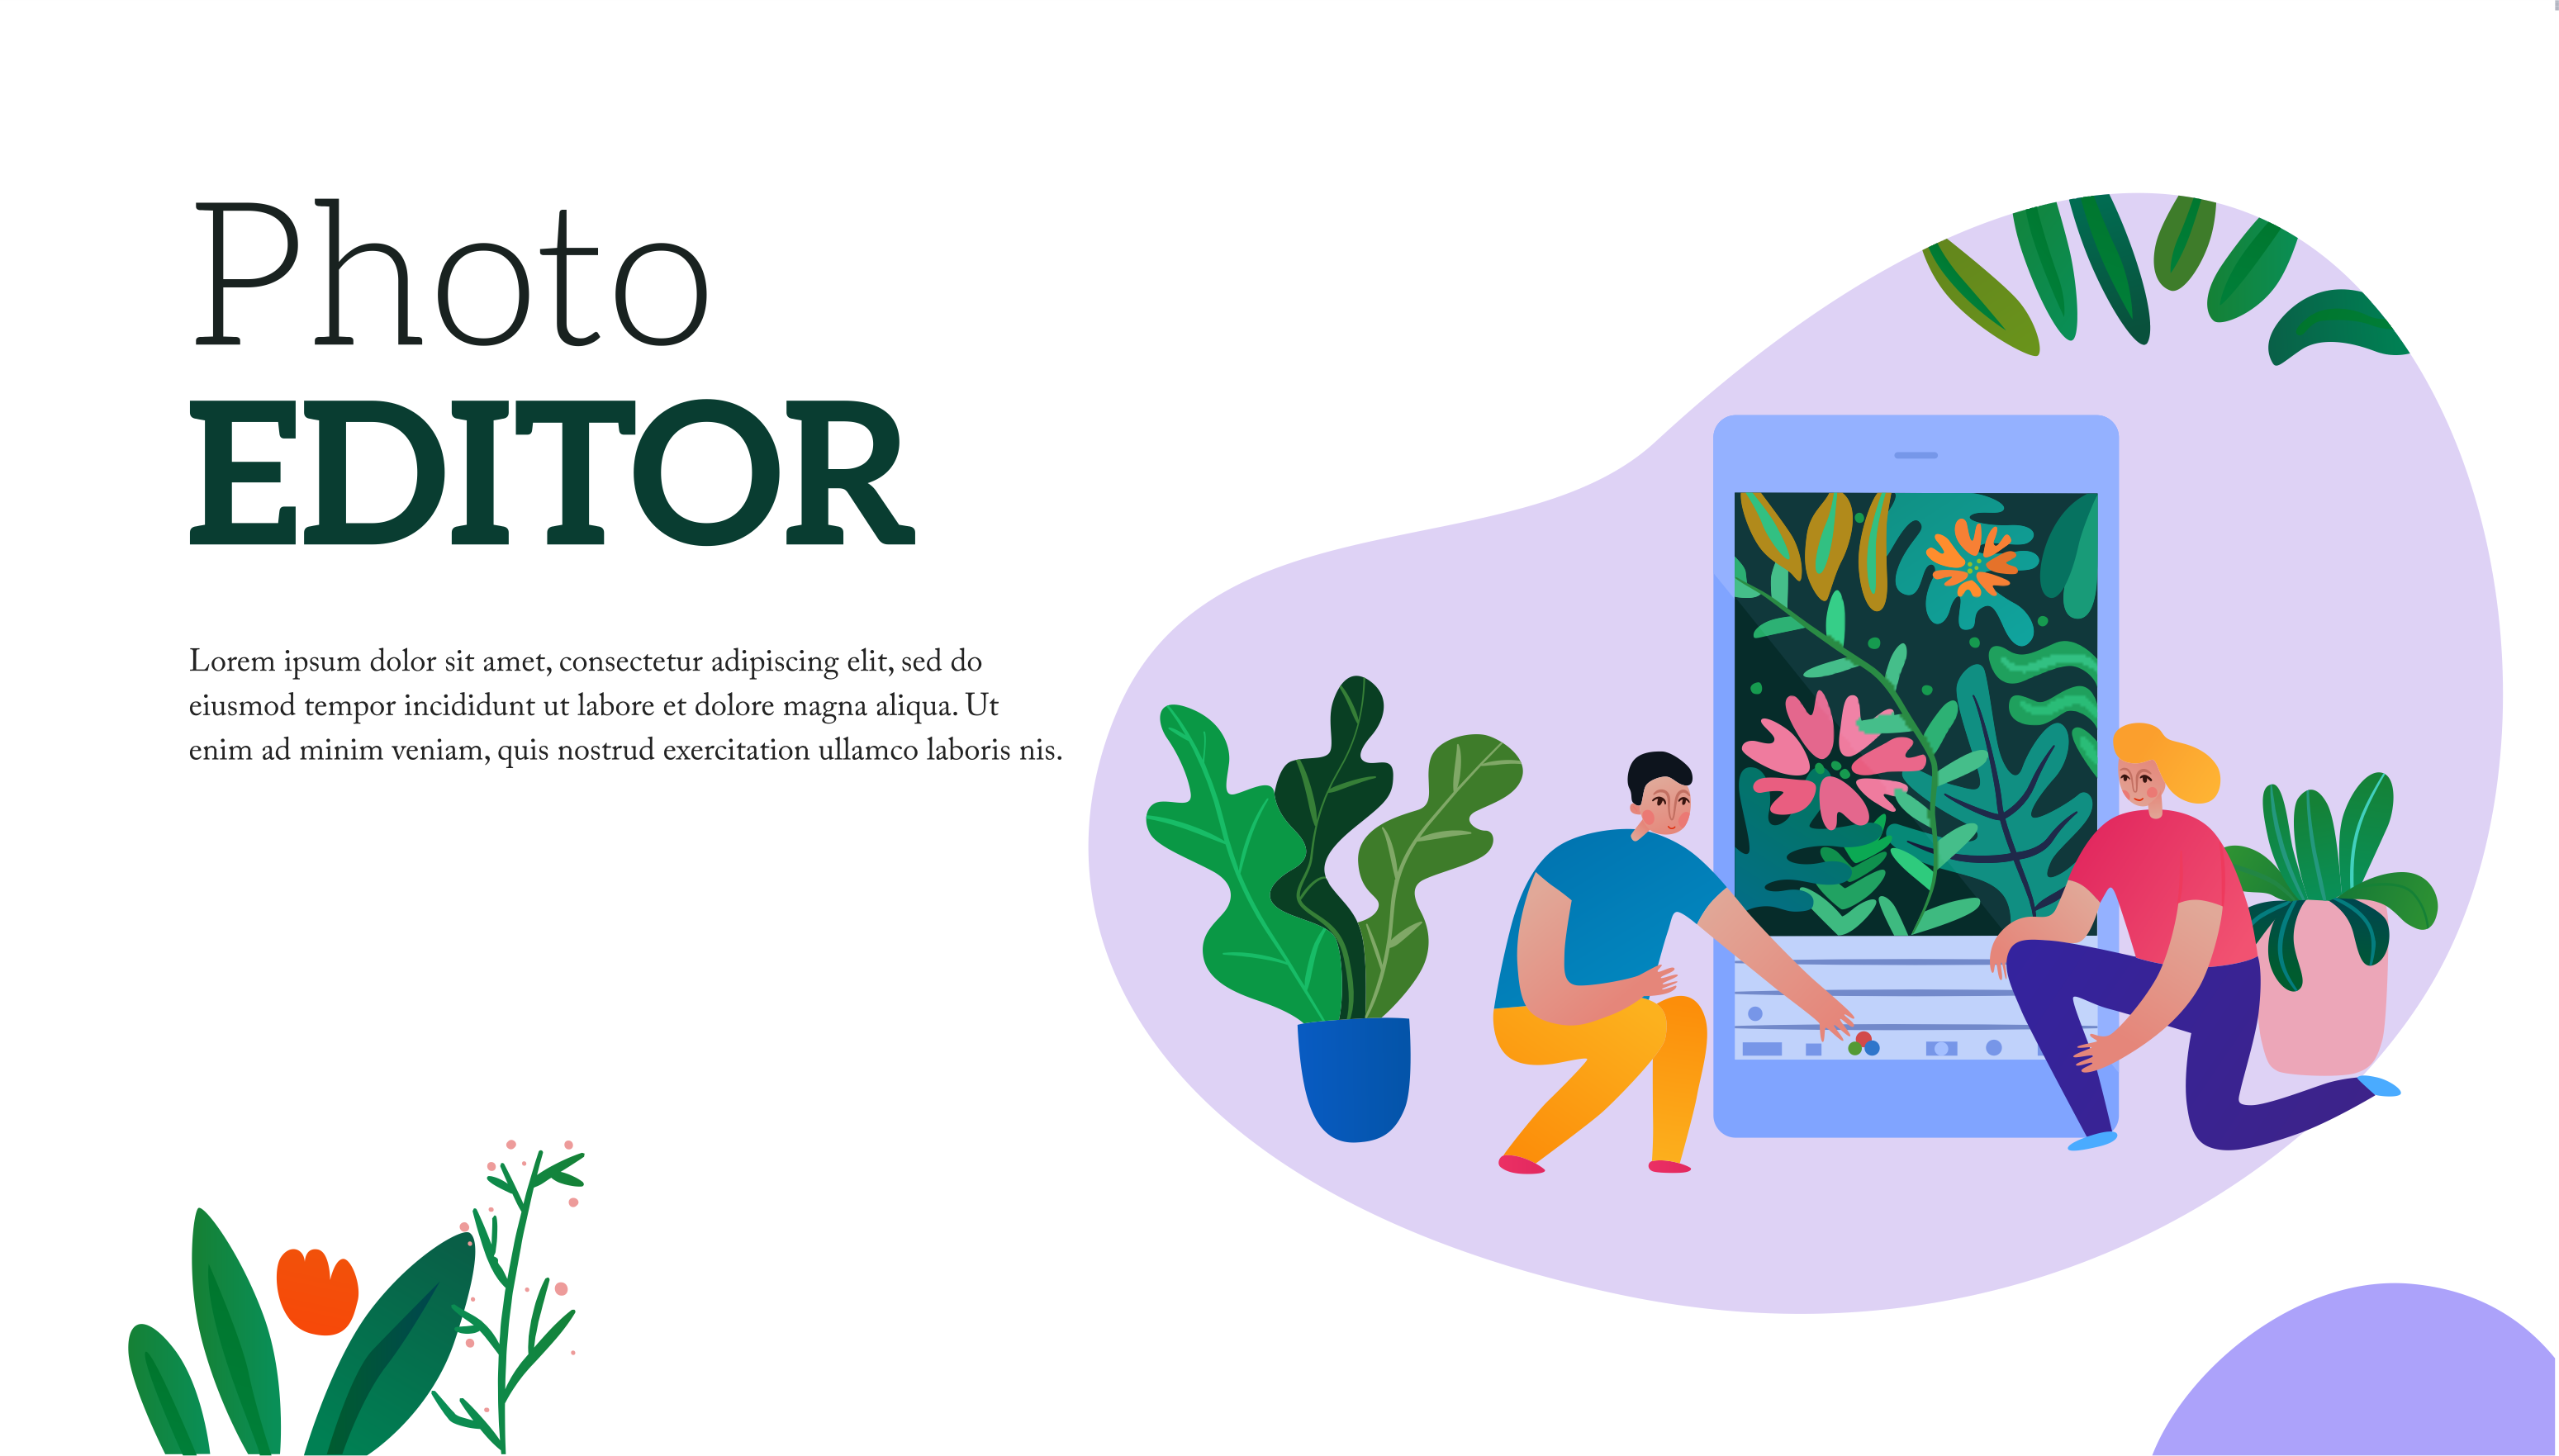 Photo
EDITOR
Lorem ipsum dolor sit amet, consectetur adipiscing elit, sed do
eiusmod tempor incididunt ut labore et dolore magna aliqua. Ut
enim ad minim veniam, quis nostrud exercitation ullamco laboris nis.